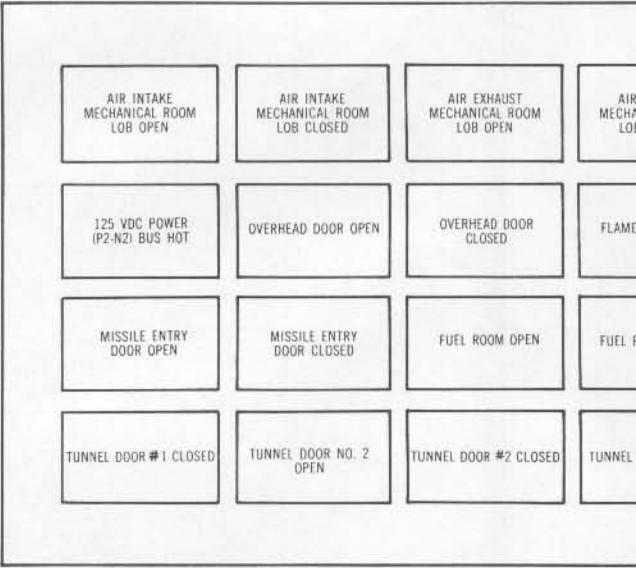 AIR INTAKE
MECHANICAL ROOM
LOB OPEN
AIR INTAKE
MECHANICAL ROOM
LOB CLOSED
AIR EXHAUST
MECHANICAL ROOM
LOB OPEN
AIR
125 VDC POWER
(P2-N2) BUS HOT
OVERHEAD DOOR OPEN
OVERHEAD DOOR
CLOSED
MISSILE ENTRY
DOOR OPEN
MISSILE ENTRY
DOOR CLOSED
FUEL ROOM OPEN
FUEL
TUNNEL DOOR #1 CLOSED
TUNNEL DOOR NO. 2
OPEN
TUNNEL DOOR #2 CLOSED
TUNNEL